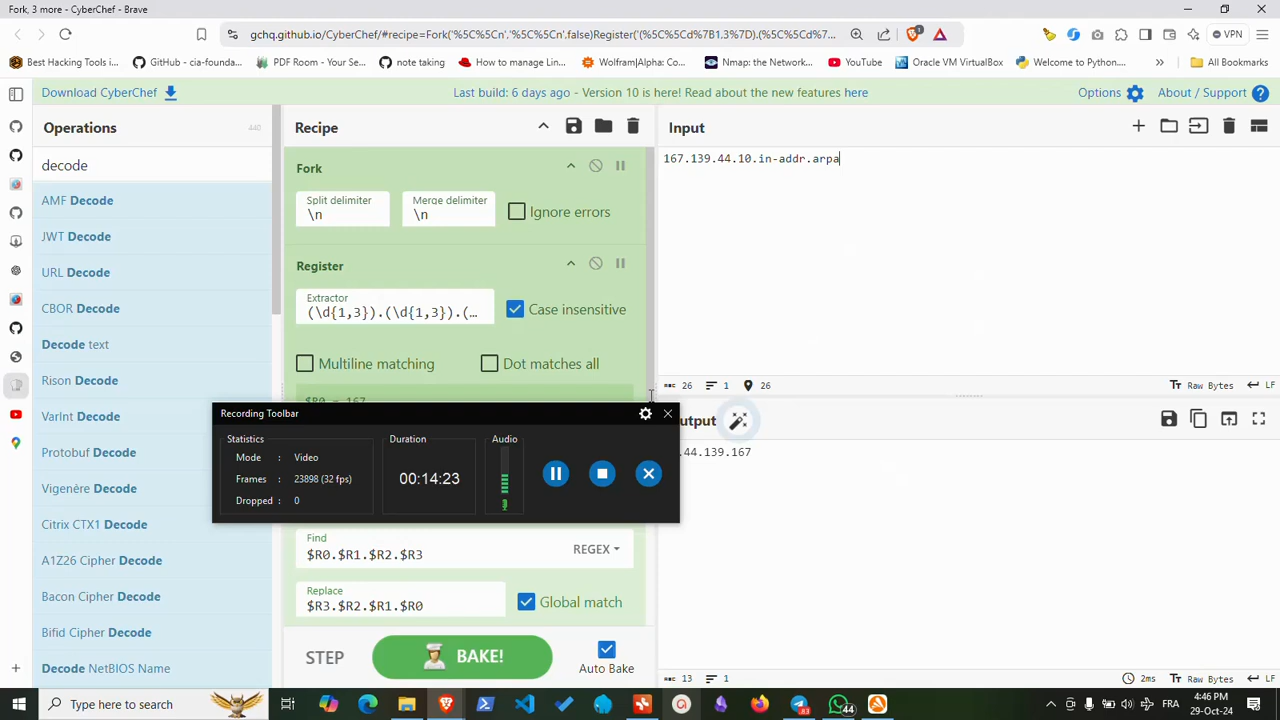 Fork, 3 more - CyberChef - Brave
gchq.github.io/CyberChef/#recipe=Fork('%5C%5Cn','%5C%5Cn',false)Register('(%5C%5Cd%7B1,3%7D).(%5C%5Cd%7...
VPN
Best Hacking Tools i...
GitHub - cia-founda...
PDF Room - Your Se...
note taking
How to manage Lin...
Wolfram|Alpha: Co...
Nmap: the Network...
YouTube
Oracle VM VirtualBox
Welcome to Python....
All Bookmarks
Download CyberChef
Last build: 6 days ago - Version 10 is here! Read about the new features here
Options
About / Support
Operations
440
decode
AMF Decode
JWT Decode
URL Decode
CBOR Decode
Decode text
Rison Decode
VarInt Decode
Protobuf Decode
Vigenère Decode
Citrix CTX1 Decode
A1Z26 Cipher Decode
Bacon Cipher Decode
Bifid Cipher Decode
Decode NetBIOS Name
Recipe
Fork
Split delimiter
\n
Merge delimiter
\n
Ignore errors
Register
Extractor
(\d{1,3}).(\d{1,3}).(…
Case insensitive
Multiline matching
Dot matches all
$R0 = 167
Recording Toolbar
Statistics
Mode : Video
Frames : 23898 (32 fps)
Dropped : 0
Duration
00:14:23
Audio
Find
$R0.$R1.$R2.$R3
REGEX
Replace
$R3.$R2.$R1.$R0
Global match
STEP
BAKE!
Auto Bake
Input
167.139.44.10.in-addr.arpa
26
1
26
Raw Bytes
LF
utput
.44.139.167
13
1
2ms
Raw Bytes
LF
Type here to search
44
FRA
4:46 PM
29-Oct-24